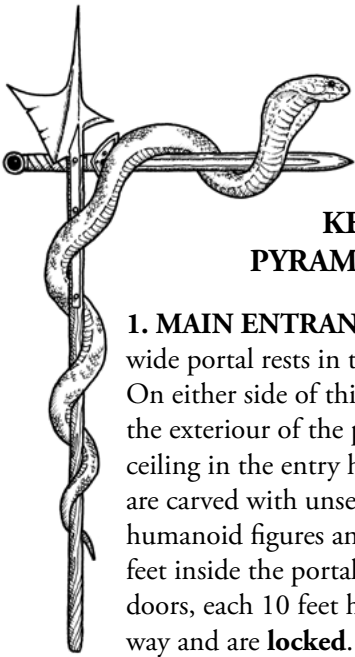 KE
PYRAM
1. MAIN ENTRAN
wide portal rests in t
On either side of thi
the exteriour of the p
ceiling in the entry h
are carved with unse
humanoid figures an
feet inside the portal
doors, each 10 feet h
way and are locked.